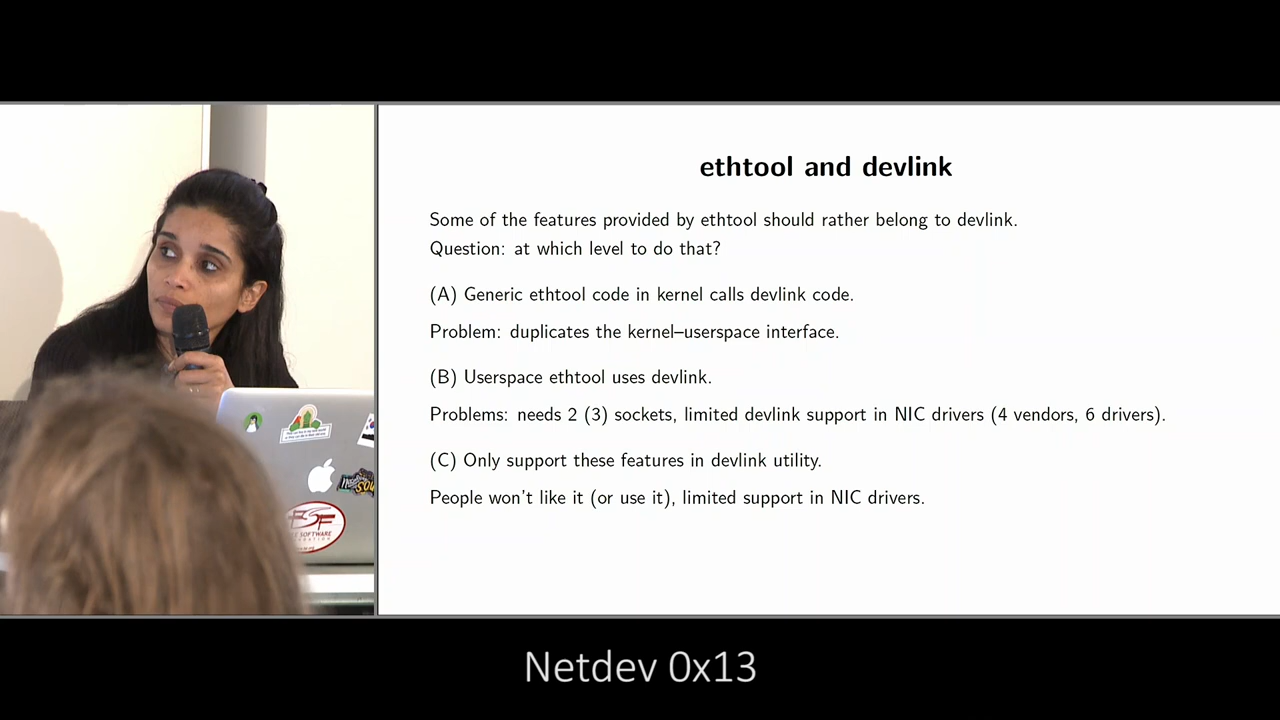 ethtool and devlink
Some of the features provided by ethtool should rather belong to devlink.
Question: at which level to do that?
(A) Generic ethtool code in kernel calls devlink code.
Problem: duplicates the kernel–userspace interface.
(B) Userspace ethtool uses devlink.
Problems: needs 2 (3) sockets, limited devlink support in NIC drivers (4 vendors, 6 drivers).
(C) Only support these features in devlink utility.
People won't like it (or use it), limited support in NIC drivers.
FSF
Netdev 0x13